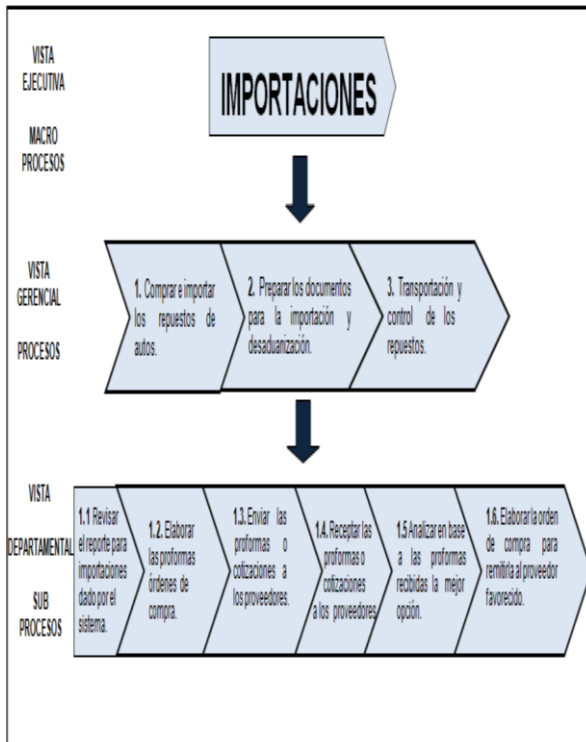 VISTA
EJECUTIVA
MACRO
PROCESOS
IMPORTACIONES
VISTA
GERENCIAL
PROCESOS
1. Comprar e importar
los repuestos de
autos.
2. Preparar los documentos
para la importación y
desaduanización.
3. Transportación y
control de los
repuestos.
VISTA
DEPARTAMENTAL
SUB
PROCESOS
1.1 Revisar
el reporte para
importaciones
dado por el
sistema.
1.2. Elaborar
las proformas
órdenes de
compra.
1.3. Enviar las
proformas o
cotizaciones a
los proveedores.
1.4. Receptar las
proformas o
cotizaciones
a los proveedores
1.5 Analizar en base
a las proformas
recibidas la mejor
opción.
1.6. Elaborar la orden
de compra para
remitirla al proveedor
favorecido.